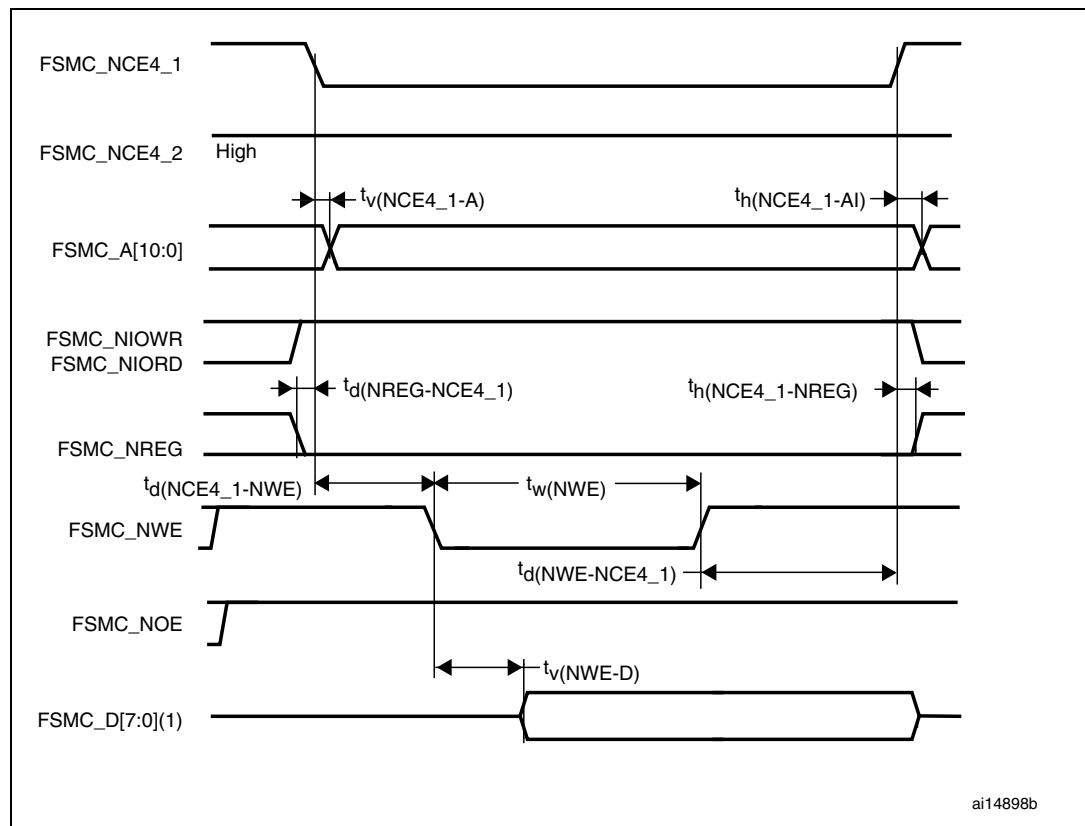 FSMC_NCE4_1
FSMC_NCE4_2 High
tv(NCE4_1-A) th(NCE4_1-AI)
FSMC_A[10:0]
FSMC_NIOWR
FSMC_NIORD
td(NREG-NCE4_1) th(NCE4_1-NREG)
FSMC_NREG
td(NCE4_1-NWE) tw(NWE)
FSMC_NWE
td(NWE-NCE4_1)
FSMC_NOE
tv(NWE-D)
FSMC_D[7:0](1)
ai14898b